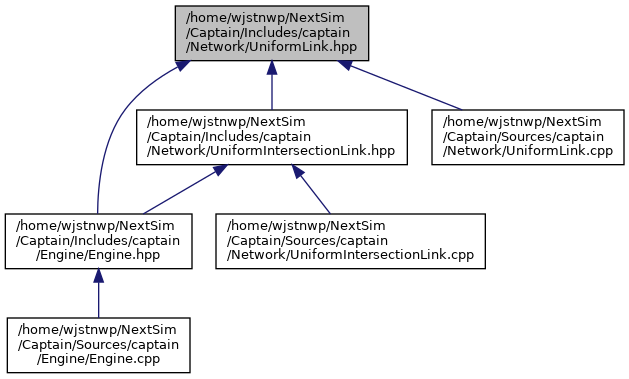 /home/wjstnwp/NextSim
/Captain/Includes/captain
/Network/UniformLink.hpp
/home/wjstnwp/NextSim
/Captain/Includes/captain
/Network/UniformIntersectionLink.hpp
/home/wjstnwp/NextSim
/Captain/Sources/captain
/Network/UniformLink.cpp
/home/wjstnwp/NextSim
/Captain/Includes/captain
/Engine/Engine.hpp
/home/wjstnwp/NextSim
/Captain/Sources/captain
/Network/UniformIntersectionLink.cpp
/home/wjstnwp/NextSim
/Captain/Sources/captain
/Engine/Engine.cpp